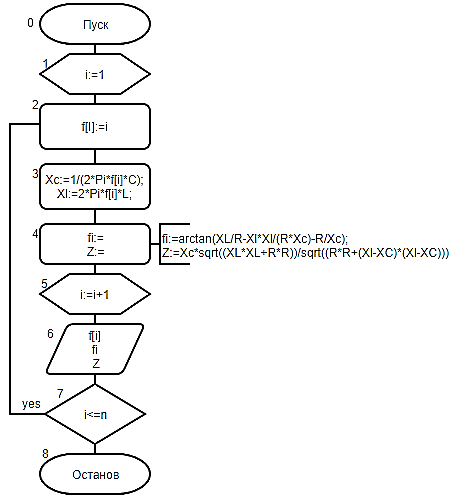 0
Пуск
1
i:=1
2
f[I]:=i
3
Xc:=1/(2*Pi*f[i]*C);
Xl:=2*Pi*f[i]*L;
4
fi:=
Z:=
fi:=arctan(XL/R-Xl*Xl/(R*Xc)-R/Xc);
Z:=Xc*sqrt((XL*XL+R*R))/sqrt((R*R+(Xl-XC)*(Xl-XC)))
5
i:=i+1
6
f[i]
fi
Z
yes
7
i<=n
8
Останов